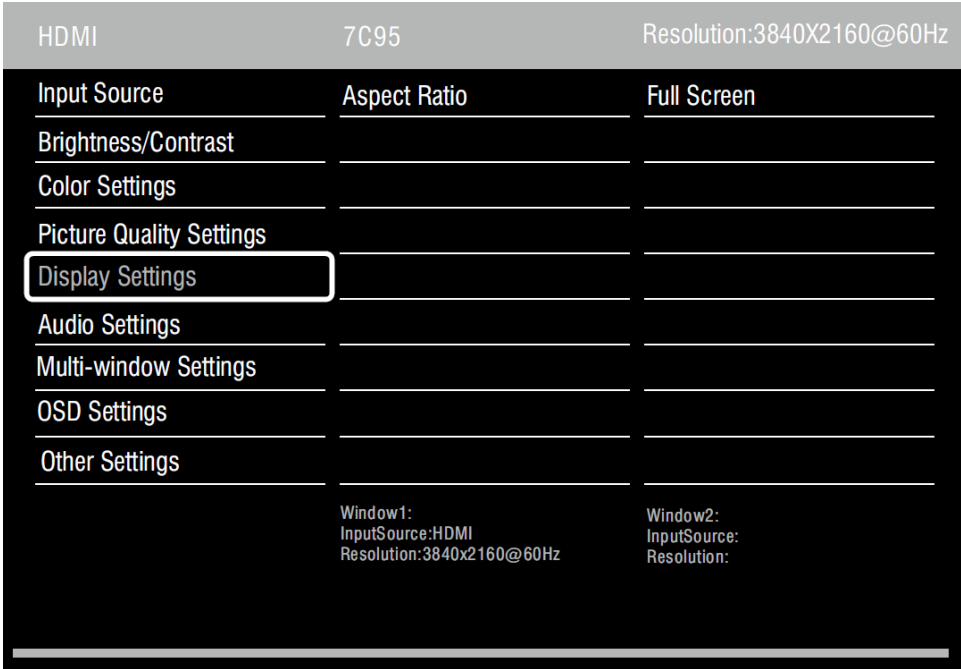 HDMI 7C95 Resolution:3840X2160@60Hz
Input Source Aspect Ratio Full Screen
Brightness/Contrast
Color Settings
Picture Quality Settings
Display Settings
Audio Settings
Multi-window Settings
OSD Settings
Other Settings
Window1: Window2:
InputSource:HDMI InputSource:
Resolution:3840x2160@60Hz Resolution: